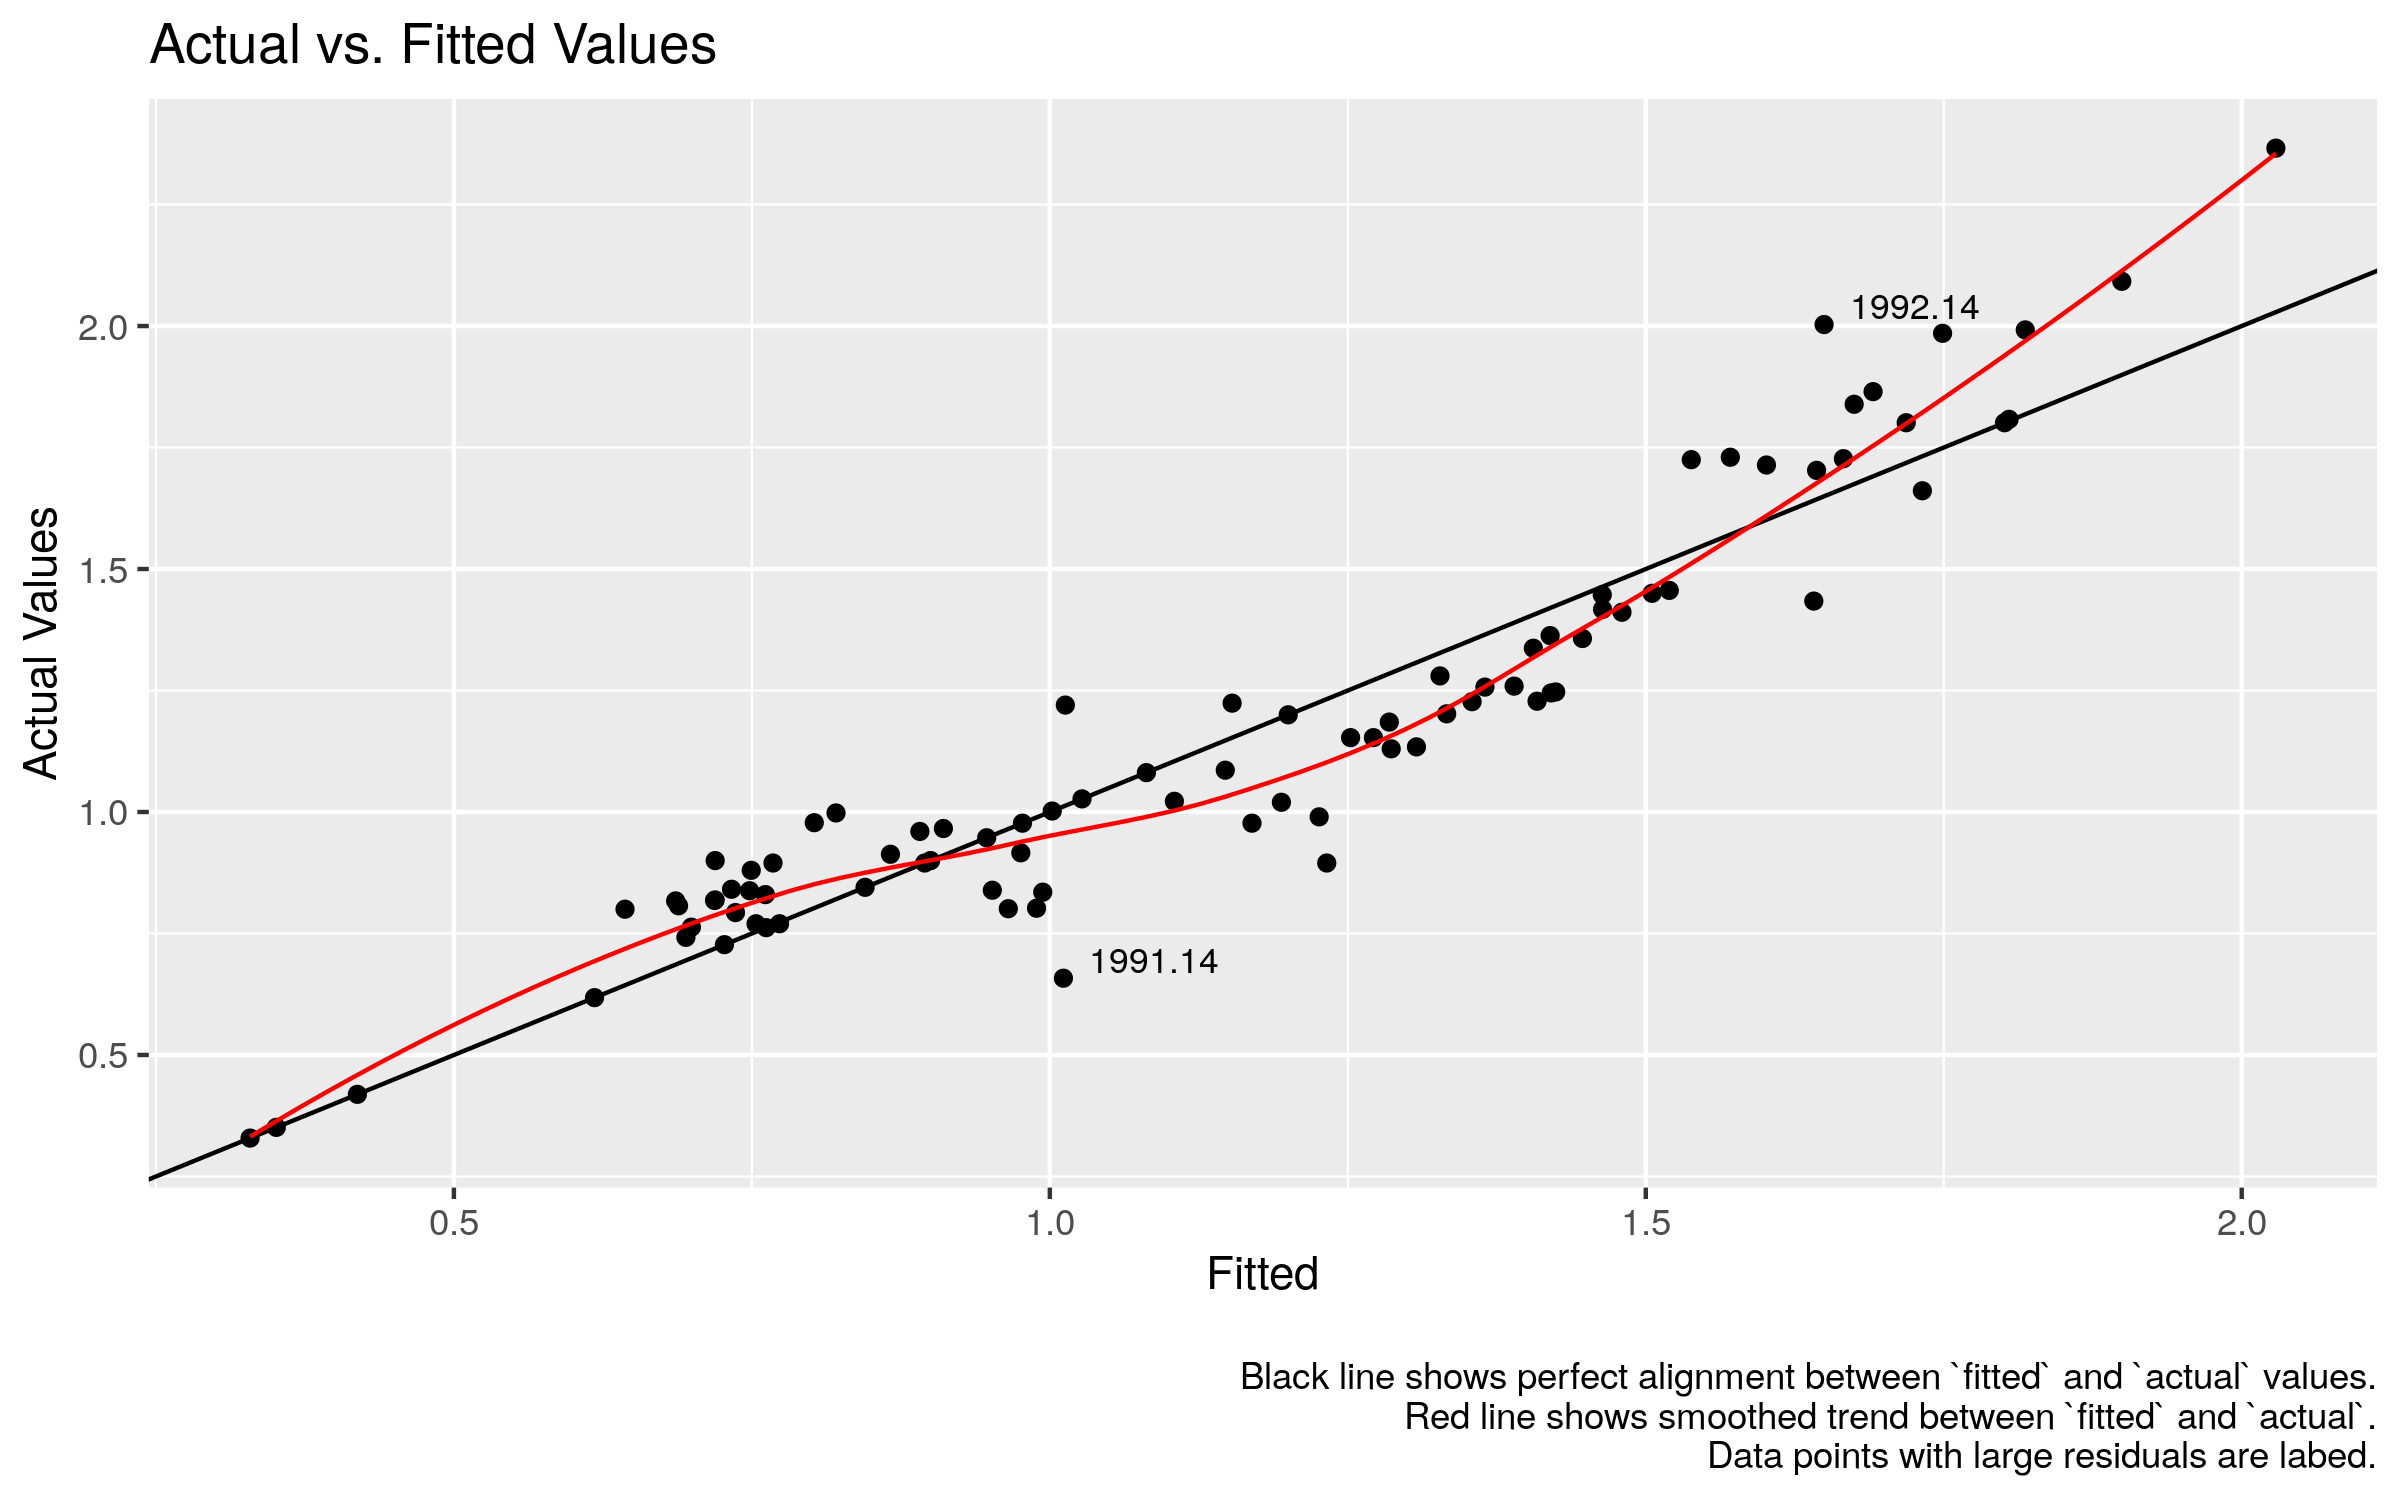 Actual vs. Fitted Values
Actual Values
2.0
1.5
1.0
0.5
1992.14
1991.14
0.5
1.0
1.5
2.0
Fitted
Black line shows perfect alignment between `fitted` and `actual` values.
Red line shows smoothed trend between `fitted` and `actual`.
Data points with large residuals are labed.